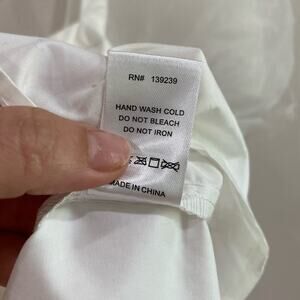 RN# 139239
HAND WASH COLD
DO NOT BLEACH
DO NOT IRON
MADE IN CHINA